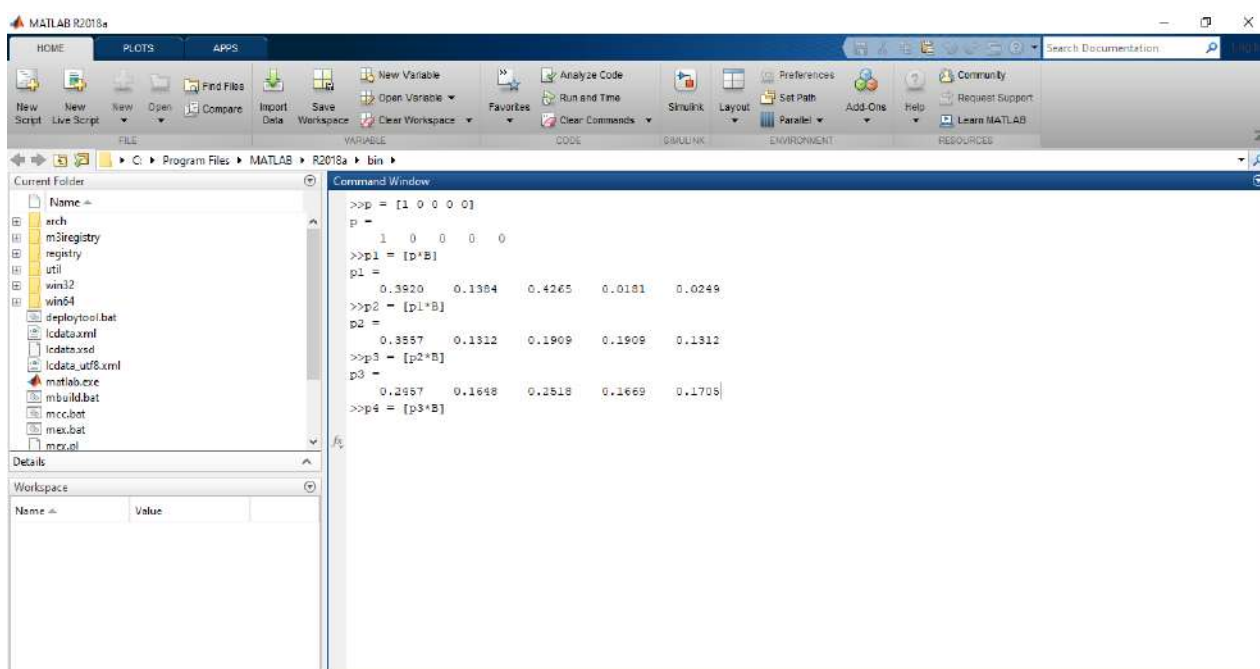 MATLAB R2018a
HOME PLOTS APPS
Search Documentation
New Script
New Live Script
New
Open
Find Files
Compare
Import Data
Save Workspace
New Variable
Open Variable
Clear Workspace
Favorites
Analyze Code
Run and Time
Clear Commands
Simulink
Layout
Preferences
Set Path
Parallel
Add-Ons
Help
Community
Request Support
Learn MATLAB
FILE VARIABLE CODE SIMULINK ENVIRONMENT RESOURCES
C: Program Files MATLAB R2018a bin
Current Folder
Name
arch
m3iregistry
registry
util
win32
win64
deploytool.bat
lcdata.xml
lcdata.xsd
lcdata_utf8.xml
matlab.exe
mbuild.bat
mcc.bat
mex.bat
mex.pl
Details
Workspace
Name Value
Command Window
>>p = [1 0 0 0 0]
p =
1 0 0 0 0
>>p1 = [p*B]
p1 =
0.3920 0.1384 0.4265 0.0181 0.0249
>>p2 = [p1*B]
p2 =
0.3557 0.1312 0.1909 0.1909 0.1312
>>p3 = [p2*B]
p3 =
0.2457 0.1648 0.2518 0.1669 0.1705
>>p4 = [p3*B]
fx